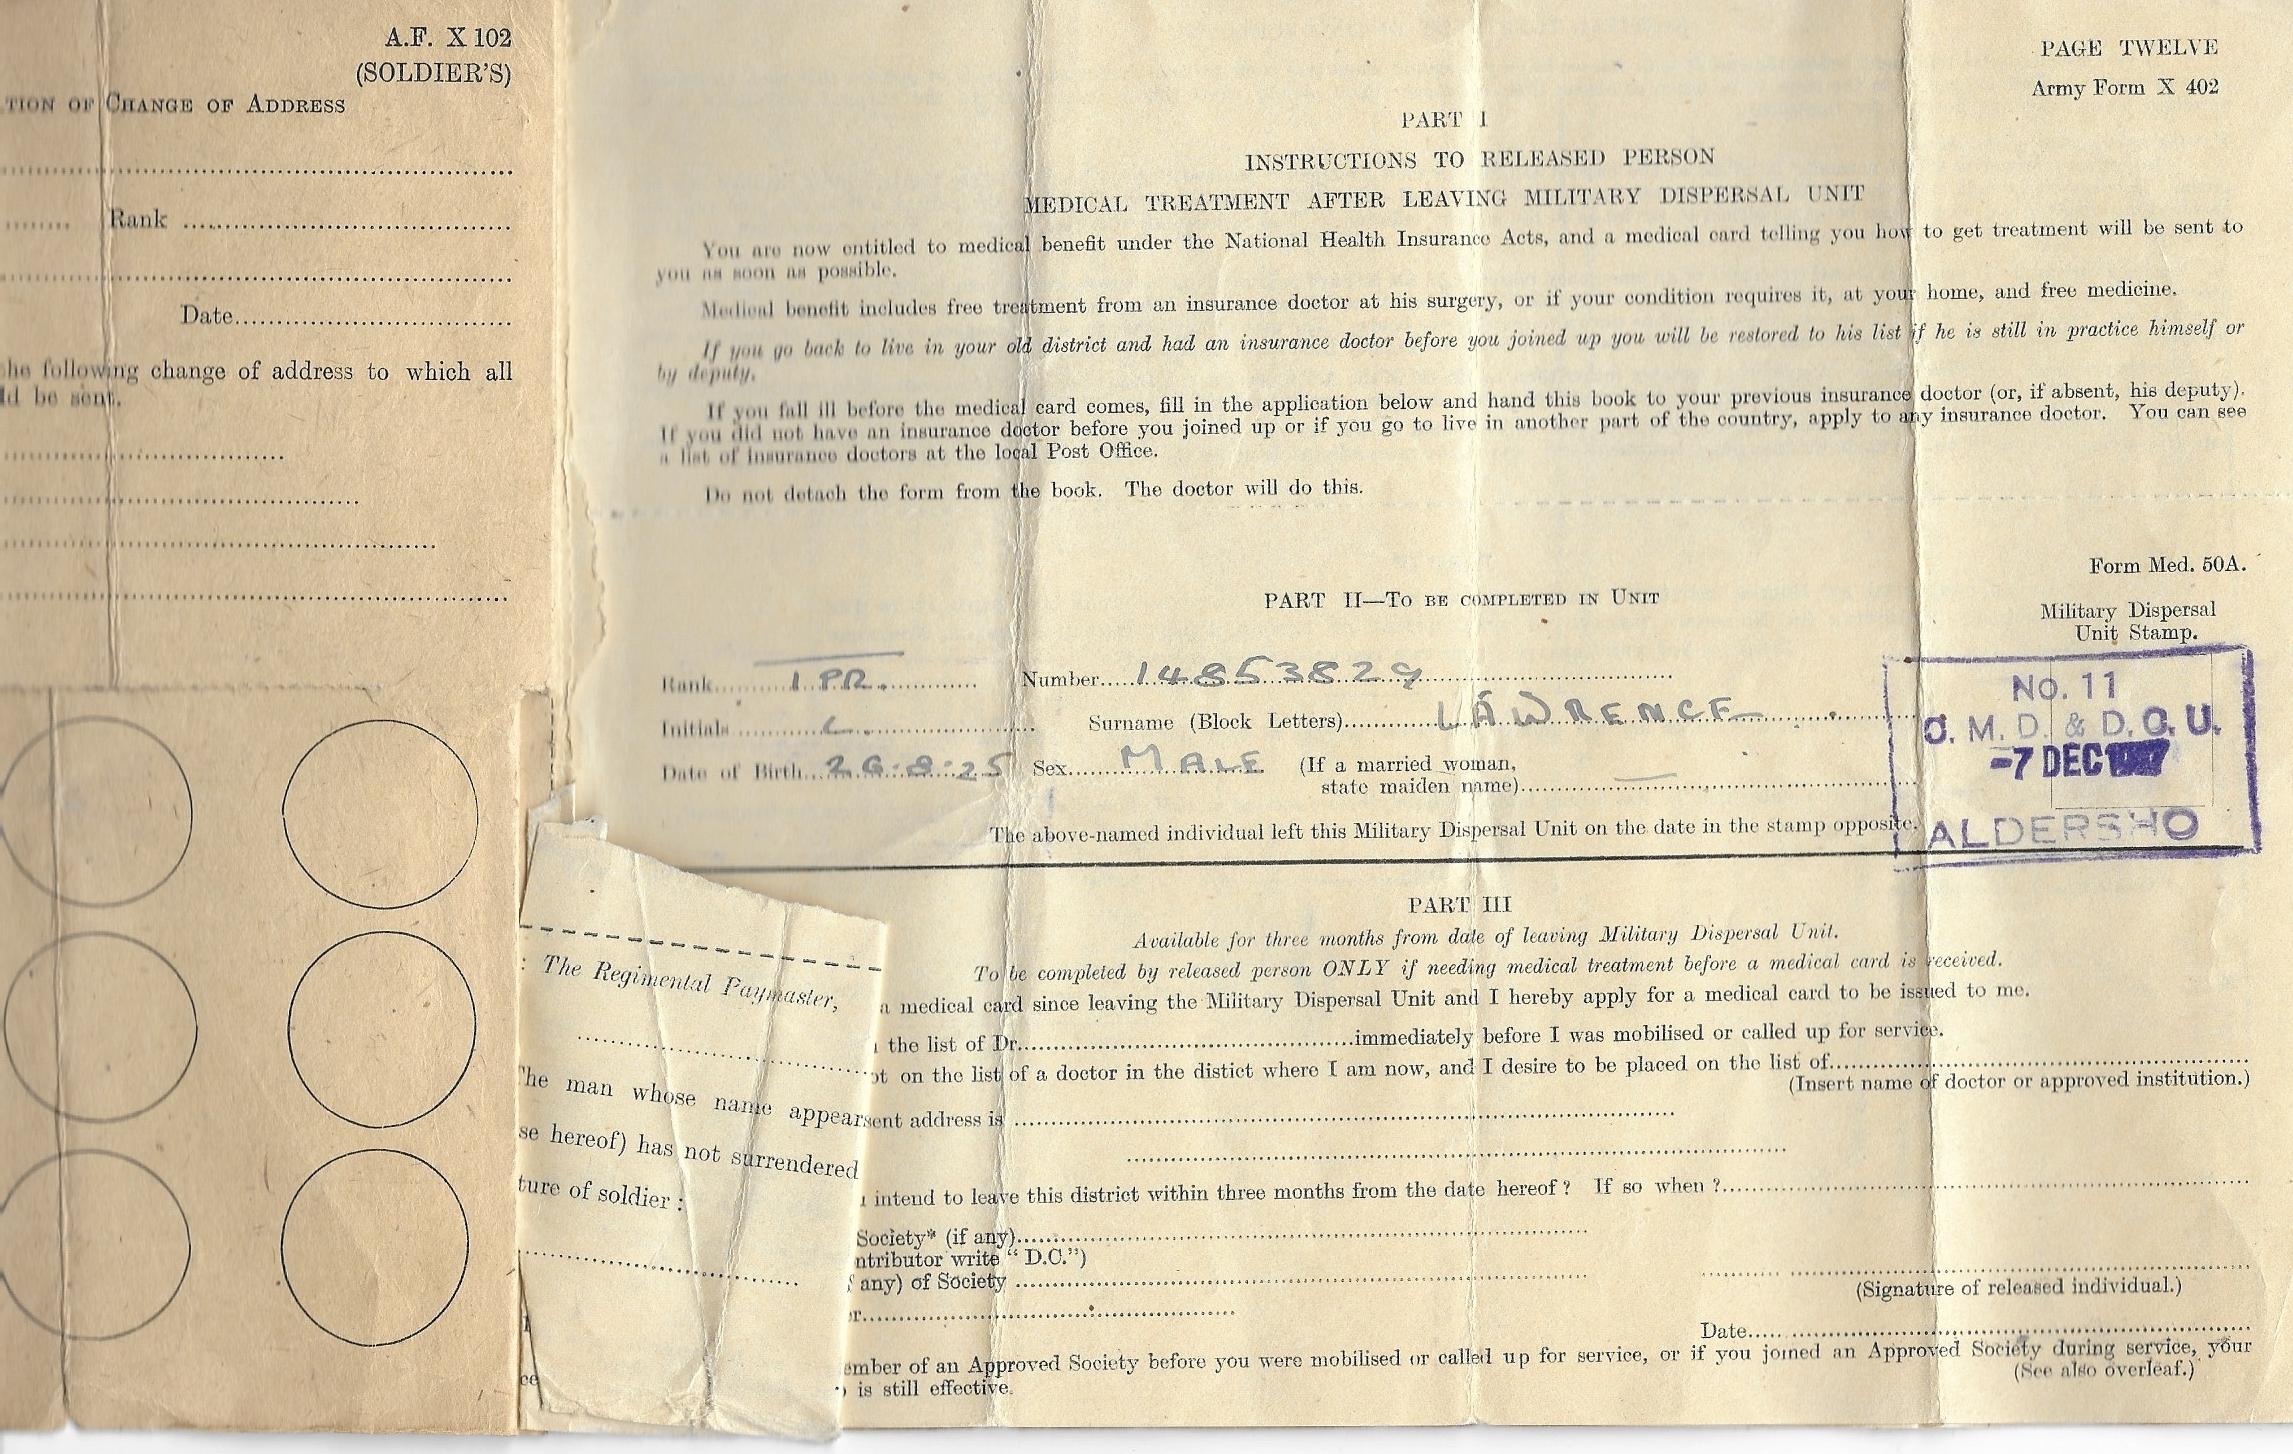 A.F. X 102
(SOLDIER'S)
TION OF CHANGE OF ADDRESS
Rank
Date
he following change of address to which all
ld be sent.
PAGE TWELVE
Army Form X 402
PART I
INSTRUCTIONS TO RELEASED PERSON
MEDICAL TREATMENT AFTER LEAVING MILITARY DISPERSAL UNIT
You are now entitled to medical benefit under the National Health Insurance Acts, and a medical card telling you how to get treatment will be sent to
you as soon as possible.
Medical benefit includes free treatment from an insurance doctor at his surgery, or if your condition requires it, at your home, and free medicine.
If you go back to live in your old district and had an insurance doctor before you joined up you will be restored to his list if he is still in practice himself or
by deputy.
If you fall ill before the medical card comes, fill in the application below and hand this book to your previous insurance doctor (or, if absent, his deputy).
If you did not have an insurance doctor before you joined up or if you go to live in another part of the country, apply to any insurance doctor. You can see
a list of insurance doctors at the local Post Office.
Do not detach the form from the book. The doctor will do this.
Form Med. 50A.
PART II—TO BE COMPLETED IN UNIT
Military Dispersal
Unit Stamp.
Rank TPR. Number 14853829
Initials L. Surname (Block Letters) LAWRENCE
Date of Birth 26.8.25 Sex MALE (If a married woman,
state maiden name) —
The above-named individual left this Military Dispersal Unit on the date in the stamp opposite.
No. 11
C. M. D. & D. C. U.
-7 DEC
ALDERSHO
PART III
Available for three months from date of leaving Military Dispersal Unit.
To be completed by released person ONLY if needing medical treatment before a medical card is received.
a medical card since leaving the Military Dispersal Unit and I hereby apply for a medical card to be issued to me.
the list of Dr. immediately before I was mobilised or called up for service.
ot on the list of a doctor in the distict where I am now, and I desire to be placed on the list of
(Insert name of doctor or approved institution.)
sent address is
intend to leave this district within three months from the date hereof? If so when?
Society* (if any)
ntributor write "D.C.")
any) of Society
(Signature of released individual.)
r
Date
ember of an Approved Society before you were mobilised or called up for service, or if you joined an Approved Society during service, your
is still effective.
(See also overleaf.)
: The Regimental Paymaster,
The man whose name appears
se hereof) has not surrendered
ture of soldier :
ce